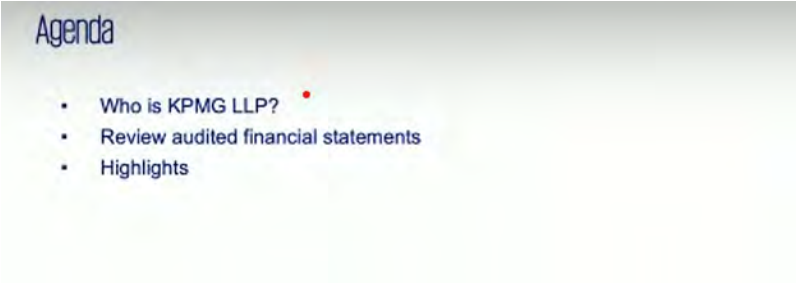 Agenda
▪ Who is KPMG LLP?
▪ Review audited financial statements
▪ Highlights